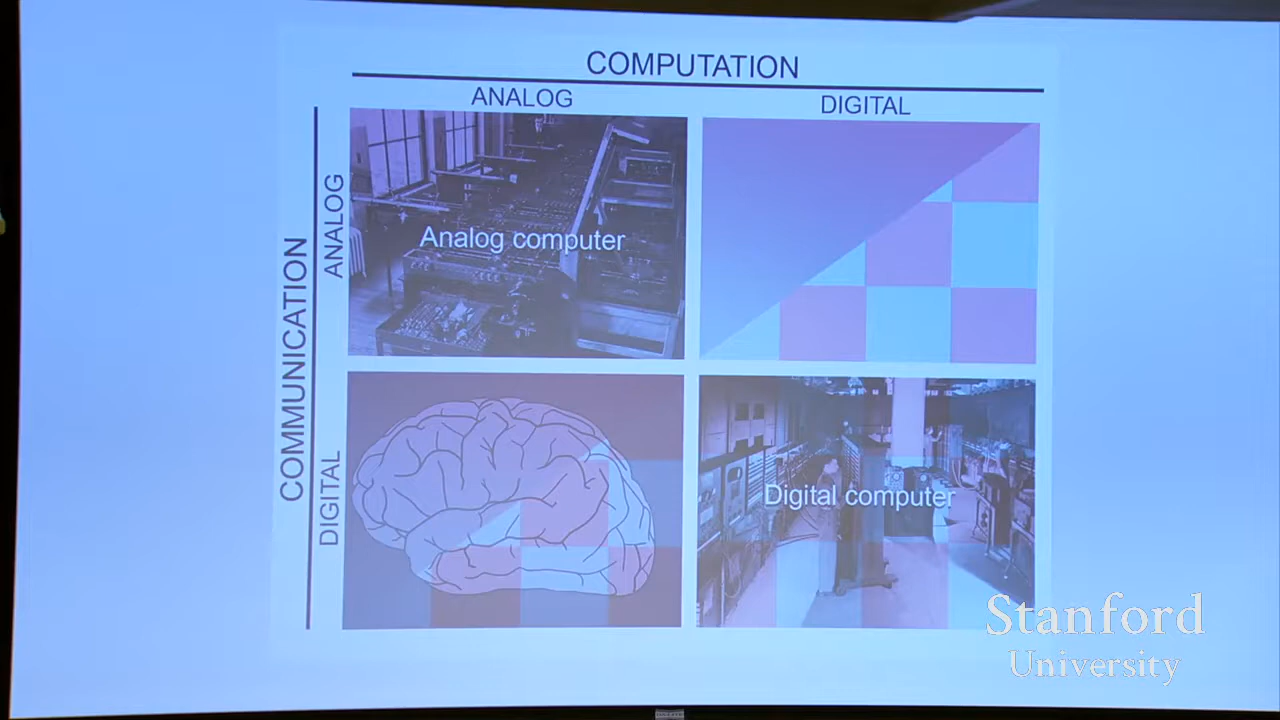 COMPUTATION
ANALOG
DIGITAL
COMMUNICATION
ANALOG
DIGITAL
Analog computer
Digital computer
Stanford
University